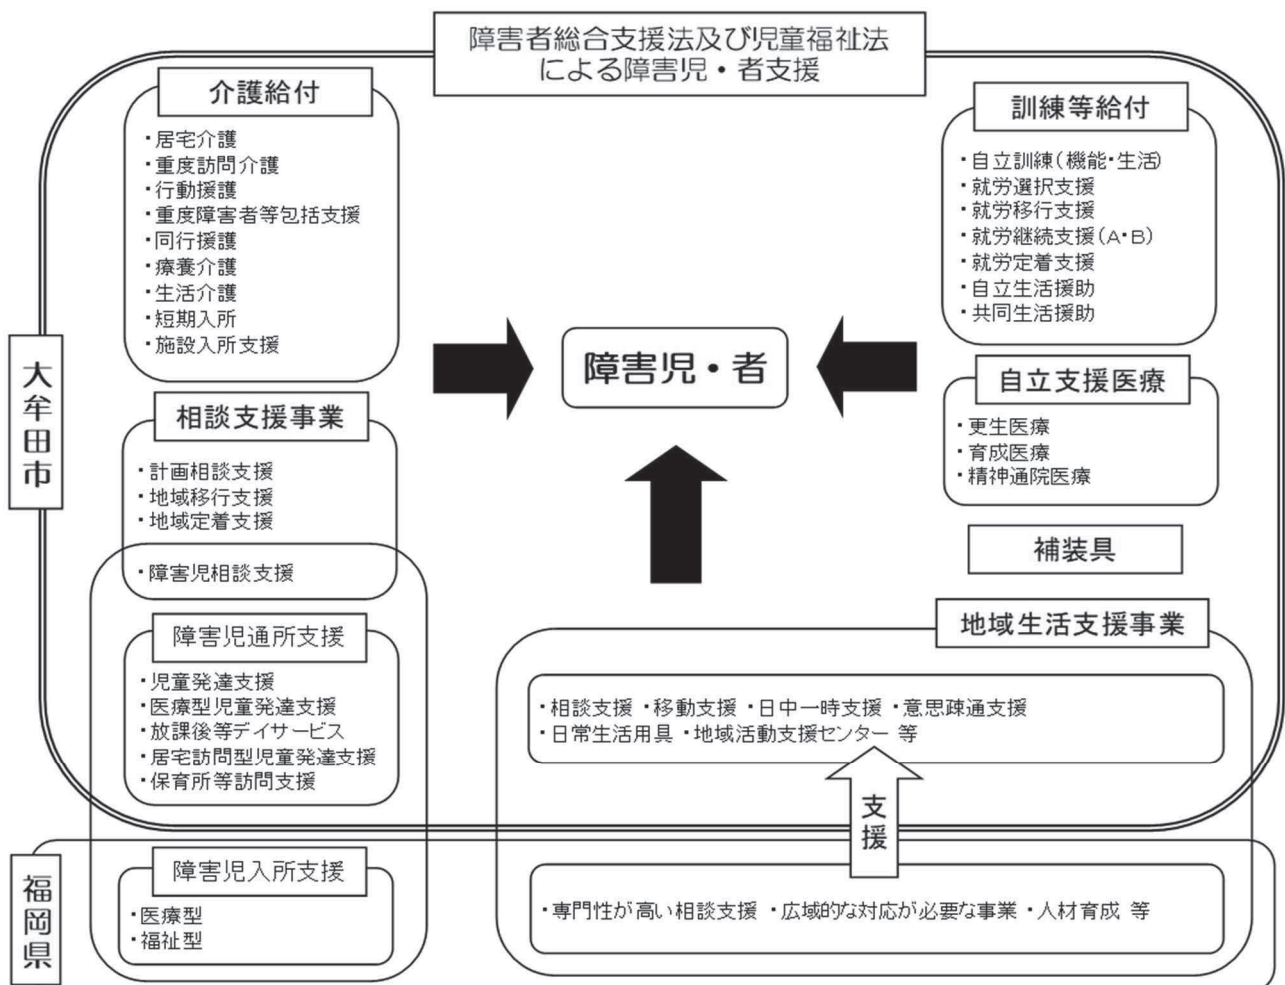 障害者総合支援法及び児童福祉法
による障害児・者支援
大牟田市
介護給付
・居宅介護
・重度訪問介護
・行動援護
・重度障害者等包括支援
・同行援護
・療養介護
・生活介護
・短期入所
・施設入所支援
相談支援事業
・計画相談支援
・地域移行支援
・地域定着支援
・障害児相談支援
障害児通所支援
・児童発達支援
・医療型児童発達支援
・放課後等デイサービス
・居宅訪問型児童発達支援
・保育所等訪問支援
障害児・者
訓練等給付
・自立訓練(機能・生活)
・就労選択支援
・就労移行支援
・就労継続支援(A・B)
・就労定着支援
・自立生活援助
・共同生活援助
自立支援医療
・更生医療
・育成医療
・精神通院医療
補装具
地域生活支援事業
・相談支援 ・移動支援 ・日中一時支援 ・意思疎通支援
・日常生活用具 ・地域活動支援センター 等
支援
福岡県
障害児入所支援
・医療型
・福祉型
・専門性が高い相談支援 ・広域的な対応が必要な事業 ・人材育成 等